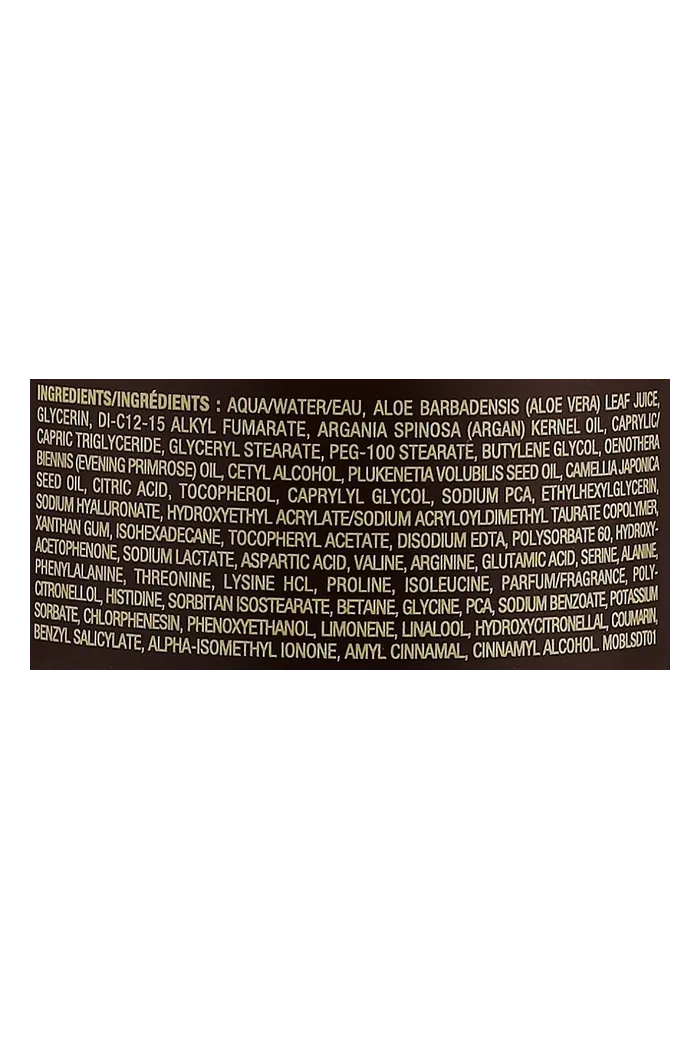 INGREDIENTS/INGRÉDIENTS : AQUA/WATER/EAU, ALOE BARBADENSIS (ALOE VERA) LEAF JUICE,
GLYCERIN, DI-C12-15 ALKYL FUMARATE, ARGANIA SPINOSA (ARGAN) KERNEL OIL, CAPRYLIC/
CAPRIC TRIGLYCERIDE, GLYCERYL STEARATE, PEG-100 STEARATE, BUTYLENE GLYCOL, OENOTHERA
BIENNIS (EVENING PRIMROSE) OIL, CETYL ALCOHOL, PLUKENETIA VOLUBILIS SEED OIL, CAMELLIA JAPONICA
SEED OIL, CITRIC ACID, TOCOPHEROL, CAPRYLYL GLYCOL, SODIUM PCA, ETHYLHEXYLGLYCERIN,
SODIUM HYALURONATE, HYDROXYETHYL ACRYLATE/SODIUM ACRYLOYLDIMETHYL TAURATE COPOLYMER,
XANTHAN GUM, ISOHEXADECANE, TOCOPHERYL ACETATE, DISODIUM EDTA, POLYSORBATE 60, HYDROXY-
ACETOPHENONE, SODIUM LACTATE, ASPARTIC ACID, VALINE, ARGININE, GLUTAMIC ACID, SERINE, ALANINE,
PHENYLALANINE, THREONINE, LYSINE HCL, PROLINE, ISOLEUCINE, PARFUM/FRAGRANCE, POLY-
CITRONELLOL, HISTIDINE, SORBITAN ISOSTEARATE, BETAINE, GLYCINE, PCA, SODIUM BENZOATE, POTASSIUM
SORBATE, CHLORPHENESIN, PHENOXYETHANOL, LIMONENE, LINALOOL, HYDROXYCITRONELLAL, COUMARIN,
BENZYL SALICYLATE, ALPHA-ISOMETHYL IONONE, AMYL CINNAMAL, CINNAMYL ALCOHOL. MOBLSDT01